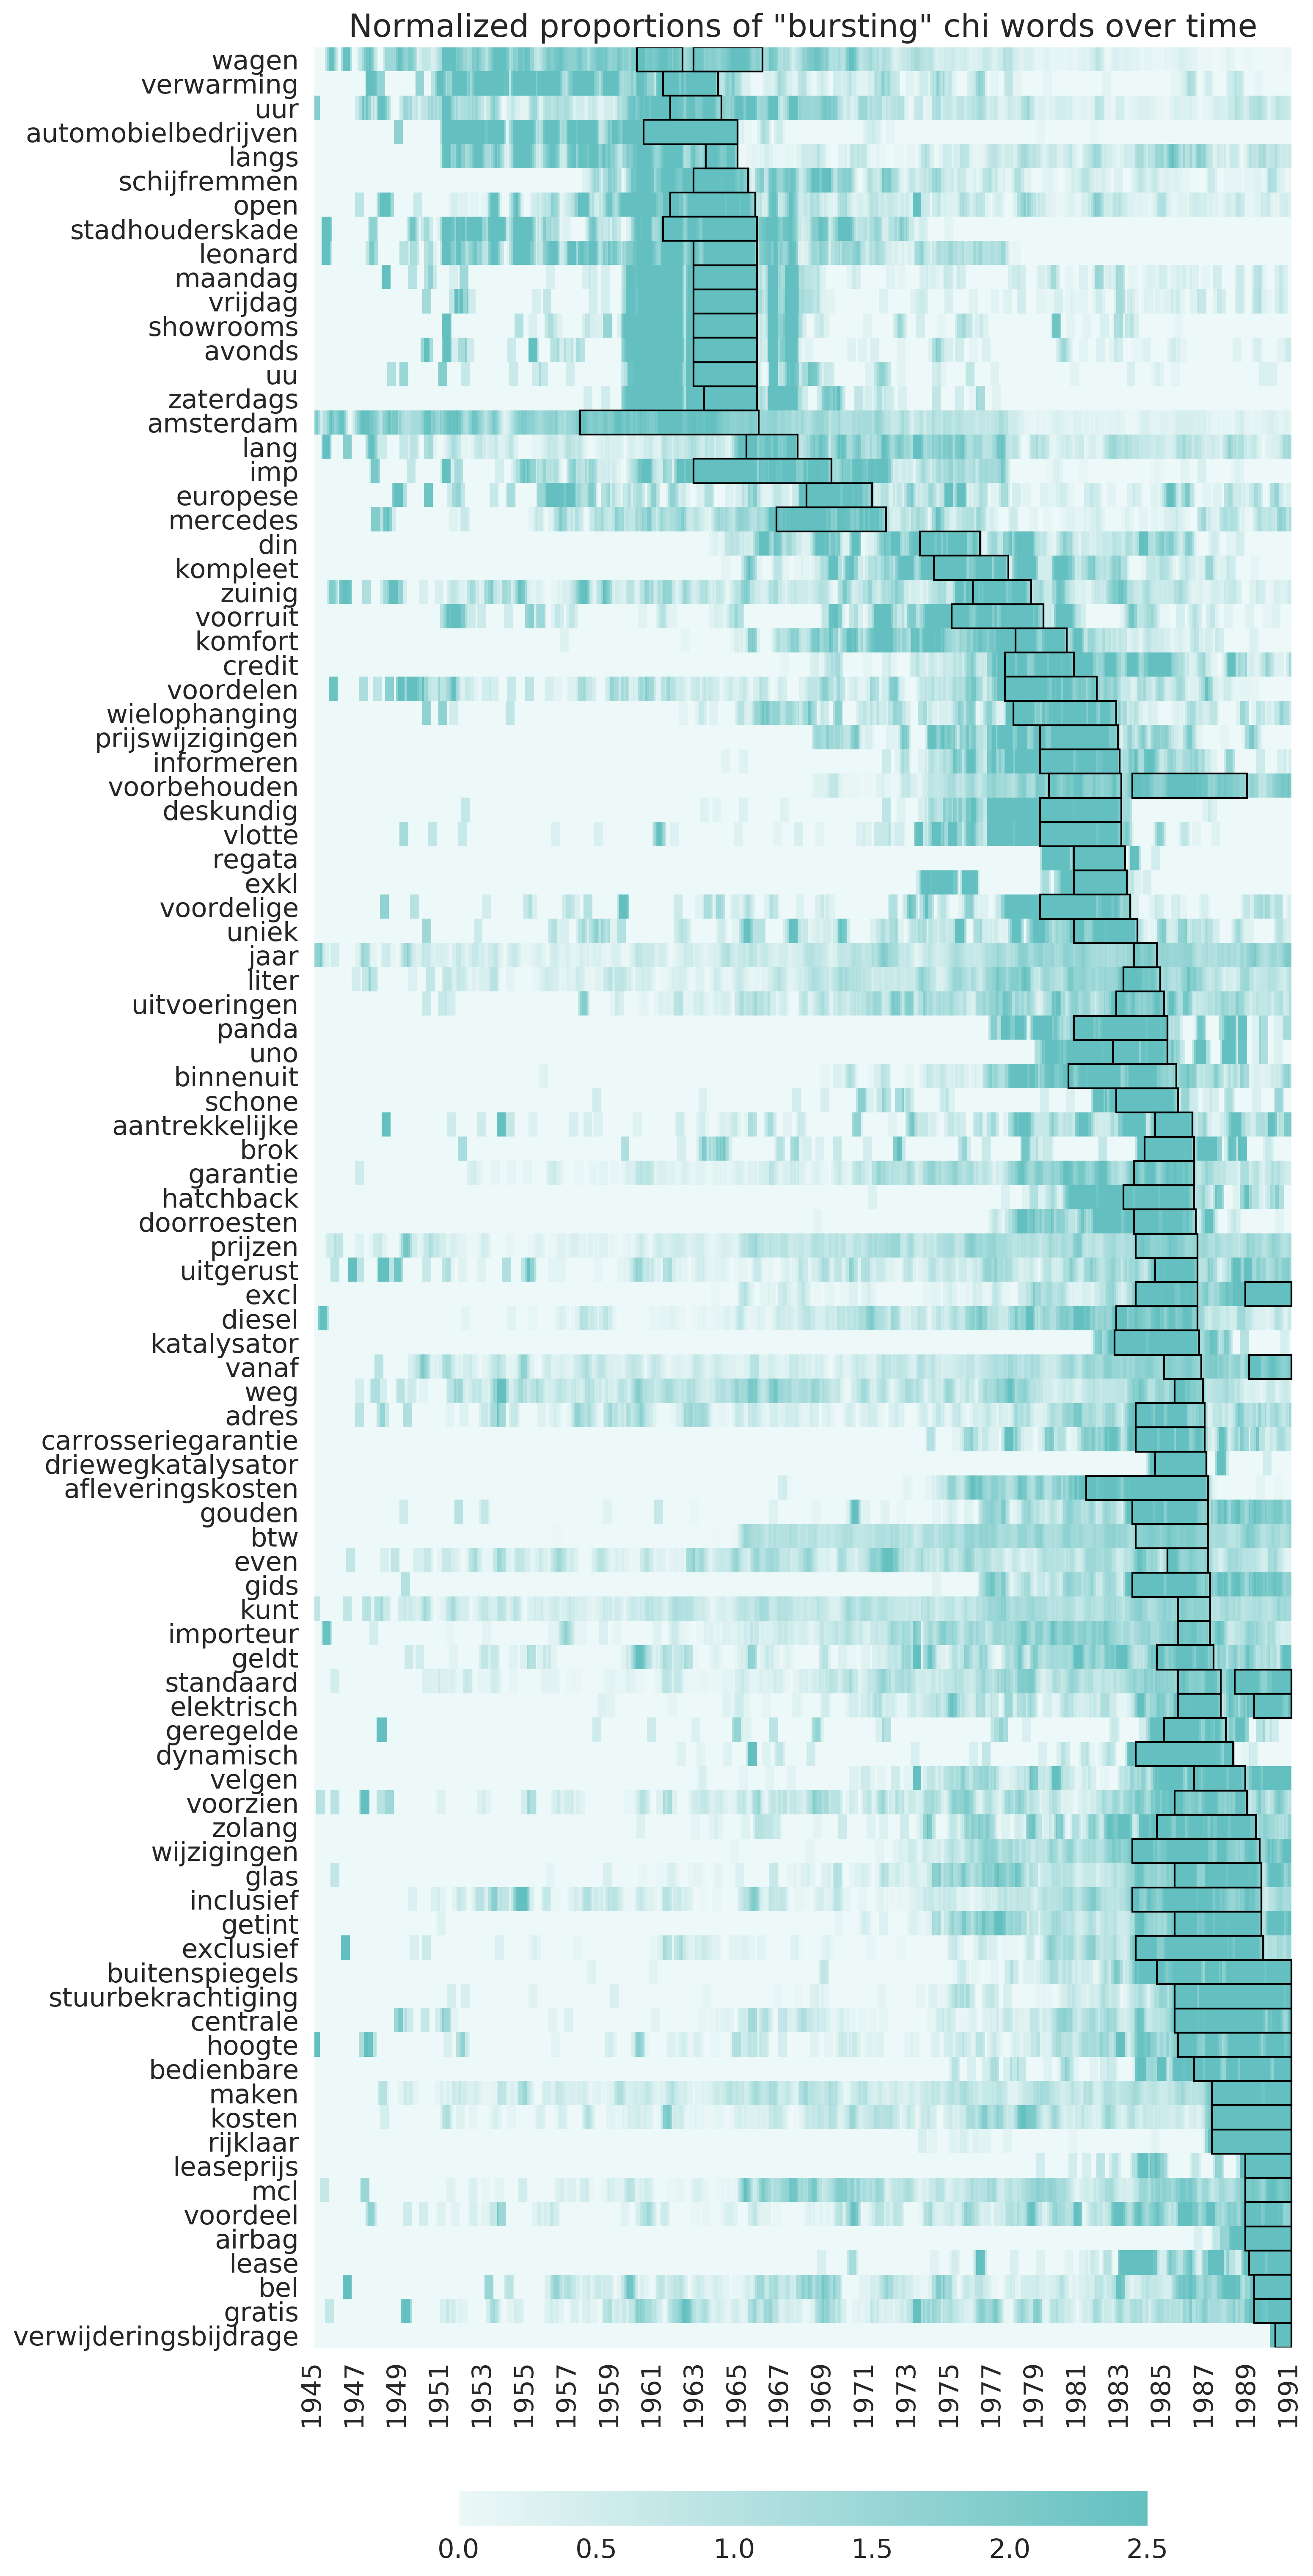 Normalized proportions of "bursting" chi words over time
wagen
verwarming
uur
automobielbedrijven
langs
schijfremmen
open
stadhouderskade
leonard
maandag
vrijdag
showrooms
avonds
uu
zaterdags
amsterdam
lang
imp
europese
mercedes
din
kompleet
zuinig
voorruit
komfort
credit
voordelen
wielophanging
prijswijzigingen
informeren
voorbehouden
deskundig
vlotte
regata
exkl
voordelige
uniek
jaar
liter
uitvoeringen
panda
uno
binnenuit
schone
aantrekkelijke
brok
garantie
hatchback
doorroesten
prijzen
uitgerust
excl
diesel
katalysator
vanaf
weg
adres
carrosseriegarantie
driewegkatalysator
afleveringskosten
gouden
btw
even
gids
kunt
importeur
geldt
standaard
elektrisch
geregelde
dynamisch
velgen
voorzien
zolang
wijzigingen
glas
inclusief
getint
exclusief
buitenspiegels
stuurbekrachtiging
centrale
hoogte
bedienbare
maken
kosten
rijklaar
leaseprijs
mcl
voordeel
airbag
lease
bel
gratis
verwijderingsbijdrage
1945 1947 1949 1951 1953 1955 1957 1959 1961 1963 1965 1967 1969 1971 1973 1975 1977 1979 1981 1983 1985 1987 1989 1991
0.0 0.5 1.0 1.5 2.0 2.5